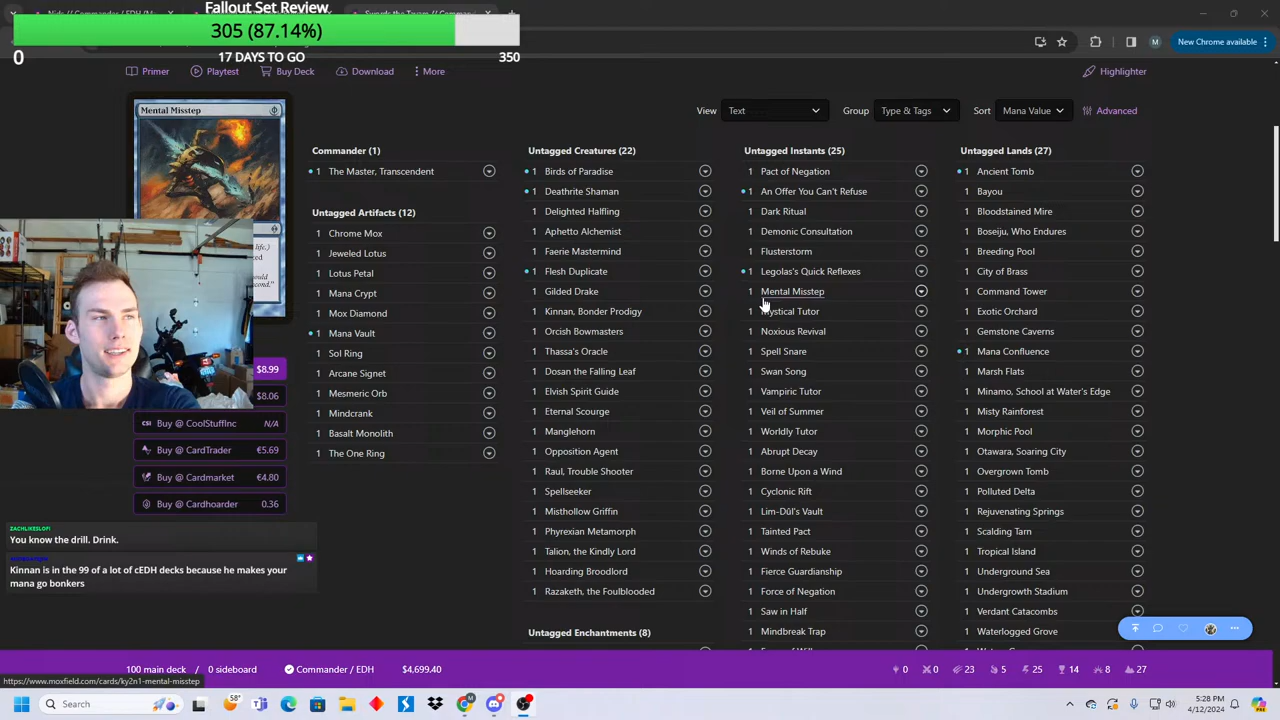 Fallout Set Review
305 (87.14%)
0
17 DAYS TO GO
350
M
New Chrome available
Primer
Playtest
Buy Deck
Download
More
Highlighter
Mental Misstep
View
Text
Group
Type & Tags
Sort
Mana Value
Advanced
Commander (1)
1 The Master, Transcendent
Untagged Artifacts (12)
1 Chrome Mox
1 Jeweled Lotus
1 Lotus Petal
1 Mana Crypt
1 Mox Diamond
1 Mana Vault
1 Sol Ring
1 Arcane Signet
1 Mesmeric Orb
1 Mindcrank
1 Basalt Monolith
1 The One Ring
Untagged Creatures (22)
1 Birds of Paradise
1 Deathrite Shaman
1 Delighted Halfling
1 Aphetto Alchemist
1 Faerie Mastermind
1 Flesh Duplicate
1 Gilded Drake
1 Kinnan, Bonder Prodigy
1 Orcish Bowmasters
1 Thassa's Oracle
1 Dosan the Falling Leaf
1 Elvish Spirit Guide
1 Eternal Scourge
1 Manglehorn
1 Opposition Agent
1 Raul, Trouble Shooter
1 Spellseeker
1 Misthollow Griffin
1 Phyrexian Metamorph
1 Talion, the Kindly Lord
1 Hoarding Broodlord
1 Razaketh, the Foulblooded
Untagged Enchantments (8)
Untagged Instants (25)
1 Pact of Negation
1 An Offer You Can't Refuse
1 Dark Ritual
1 Demonic Consultation
1 Flusterstorm
1 Legolas's Quick Reflexes
1 Mental Misstep
1 Mystical Tutor
1 Noxious Revival
1 Spell Snare
1 Swan Song
1 Vampiric Tutor
1 Veil of Summer
1 Worldly Tutor
1 Abrupt Decay
1 Borne Upon a Wind
1 Cyclonic Rift
1 Lim-Dûl's Vault
1 Tainted Pact
1 Winds of Rebuke
1 Fierce Guardianship
1 Force of Negation
1 Saw in Half
1 Mindbreak Trap
Untagged Lands (27)
1 Ancient Tomb
1 Bayou
1 Bloodstained Mire
1 Boseiju, Who Endures
1 Breeding Pool
1 City of Brass
1 Command Tower
1 Exotic Orchard
1 Gemstone Caverns
1 Mana Confluence
1 Marsh Flats
1 Minamo, School at Water's Edge
1 Misty Rainforest
1 Morphic Pool
1 Otawara, Soaring City
1 Overgrown Tomb
1 Polluted Delta
1 Rejuvenating Springs
1 Scalding Tarn
1 Tropical Island
1 Underground Sea
1 Undergrowth Stadium
1 Verdant Catacombs
1 Waterlogged Grove
life.)
$8.99
$8.06
CSI Buy @ CoolStuffInc N/A
Buy @ CardTrader €5.69
Buy @ Cardmarket €4.80
Buy @ Cardhoarder 0.36
ZACHLIKESLOFI
You know the drill. Drink.
Kinnan is in the 99 of a lot of cEDH decks because he makes your
mana go bonkers
100 main deck / 0 sideboard
Commander / EDH
$4,699.40
0
0
23
5
25
14
8
27
https://www.moxfield.com/cards/ky2n1-mental-misstep
Search
58°
5:28 PM
4/12/2024